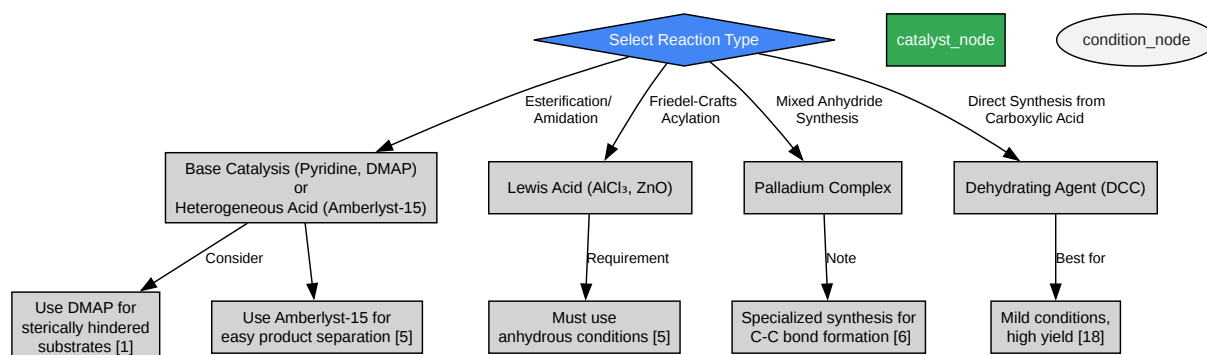 Select Reaction Type
catalyst_node
condition_node
Esterification/
Amidation
Friedel-Crafts
Acylation
Mixed Anhydride
Synthesis
Direct Synthesis from
Carboxylic Acid
Base Catalysis (Pyridine, DMAP)
or
Heterogeneous Acid (Amberlyst-15)
Lewis Acid (AlCl₃, ZnO)
Palladium Complex
Dehydrating Agent (DCC)
Consider
Requirement
Note
Best for
Use DMAP for
sterically hindered
substrates [1]
Use Amberlyst-15 for
easy product separation [5]
Must use
anhydrous conditions [5]
Specialized synthesis for
C-C bond formation [6]
Mild conditions,
high yield [18]